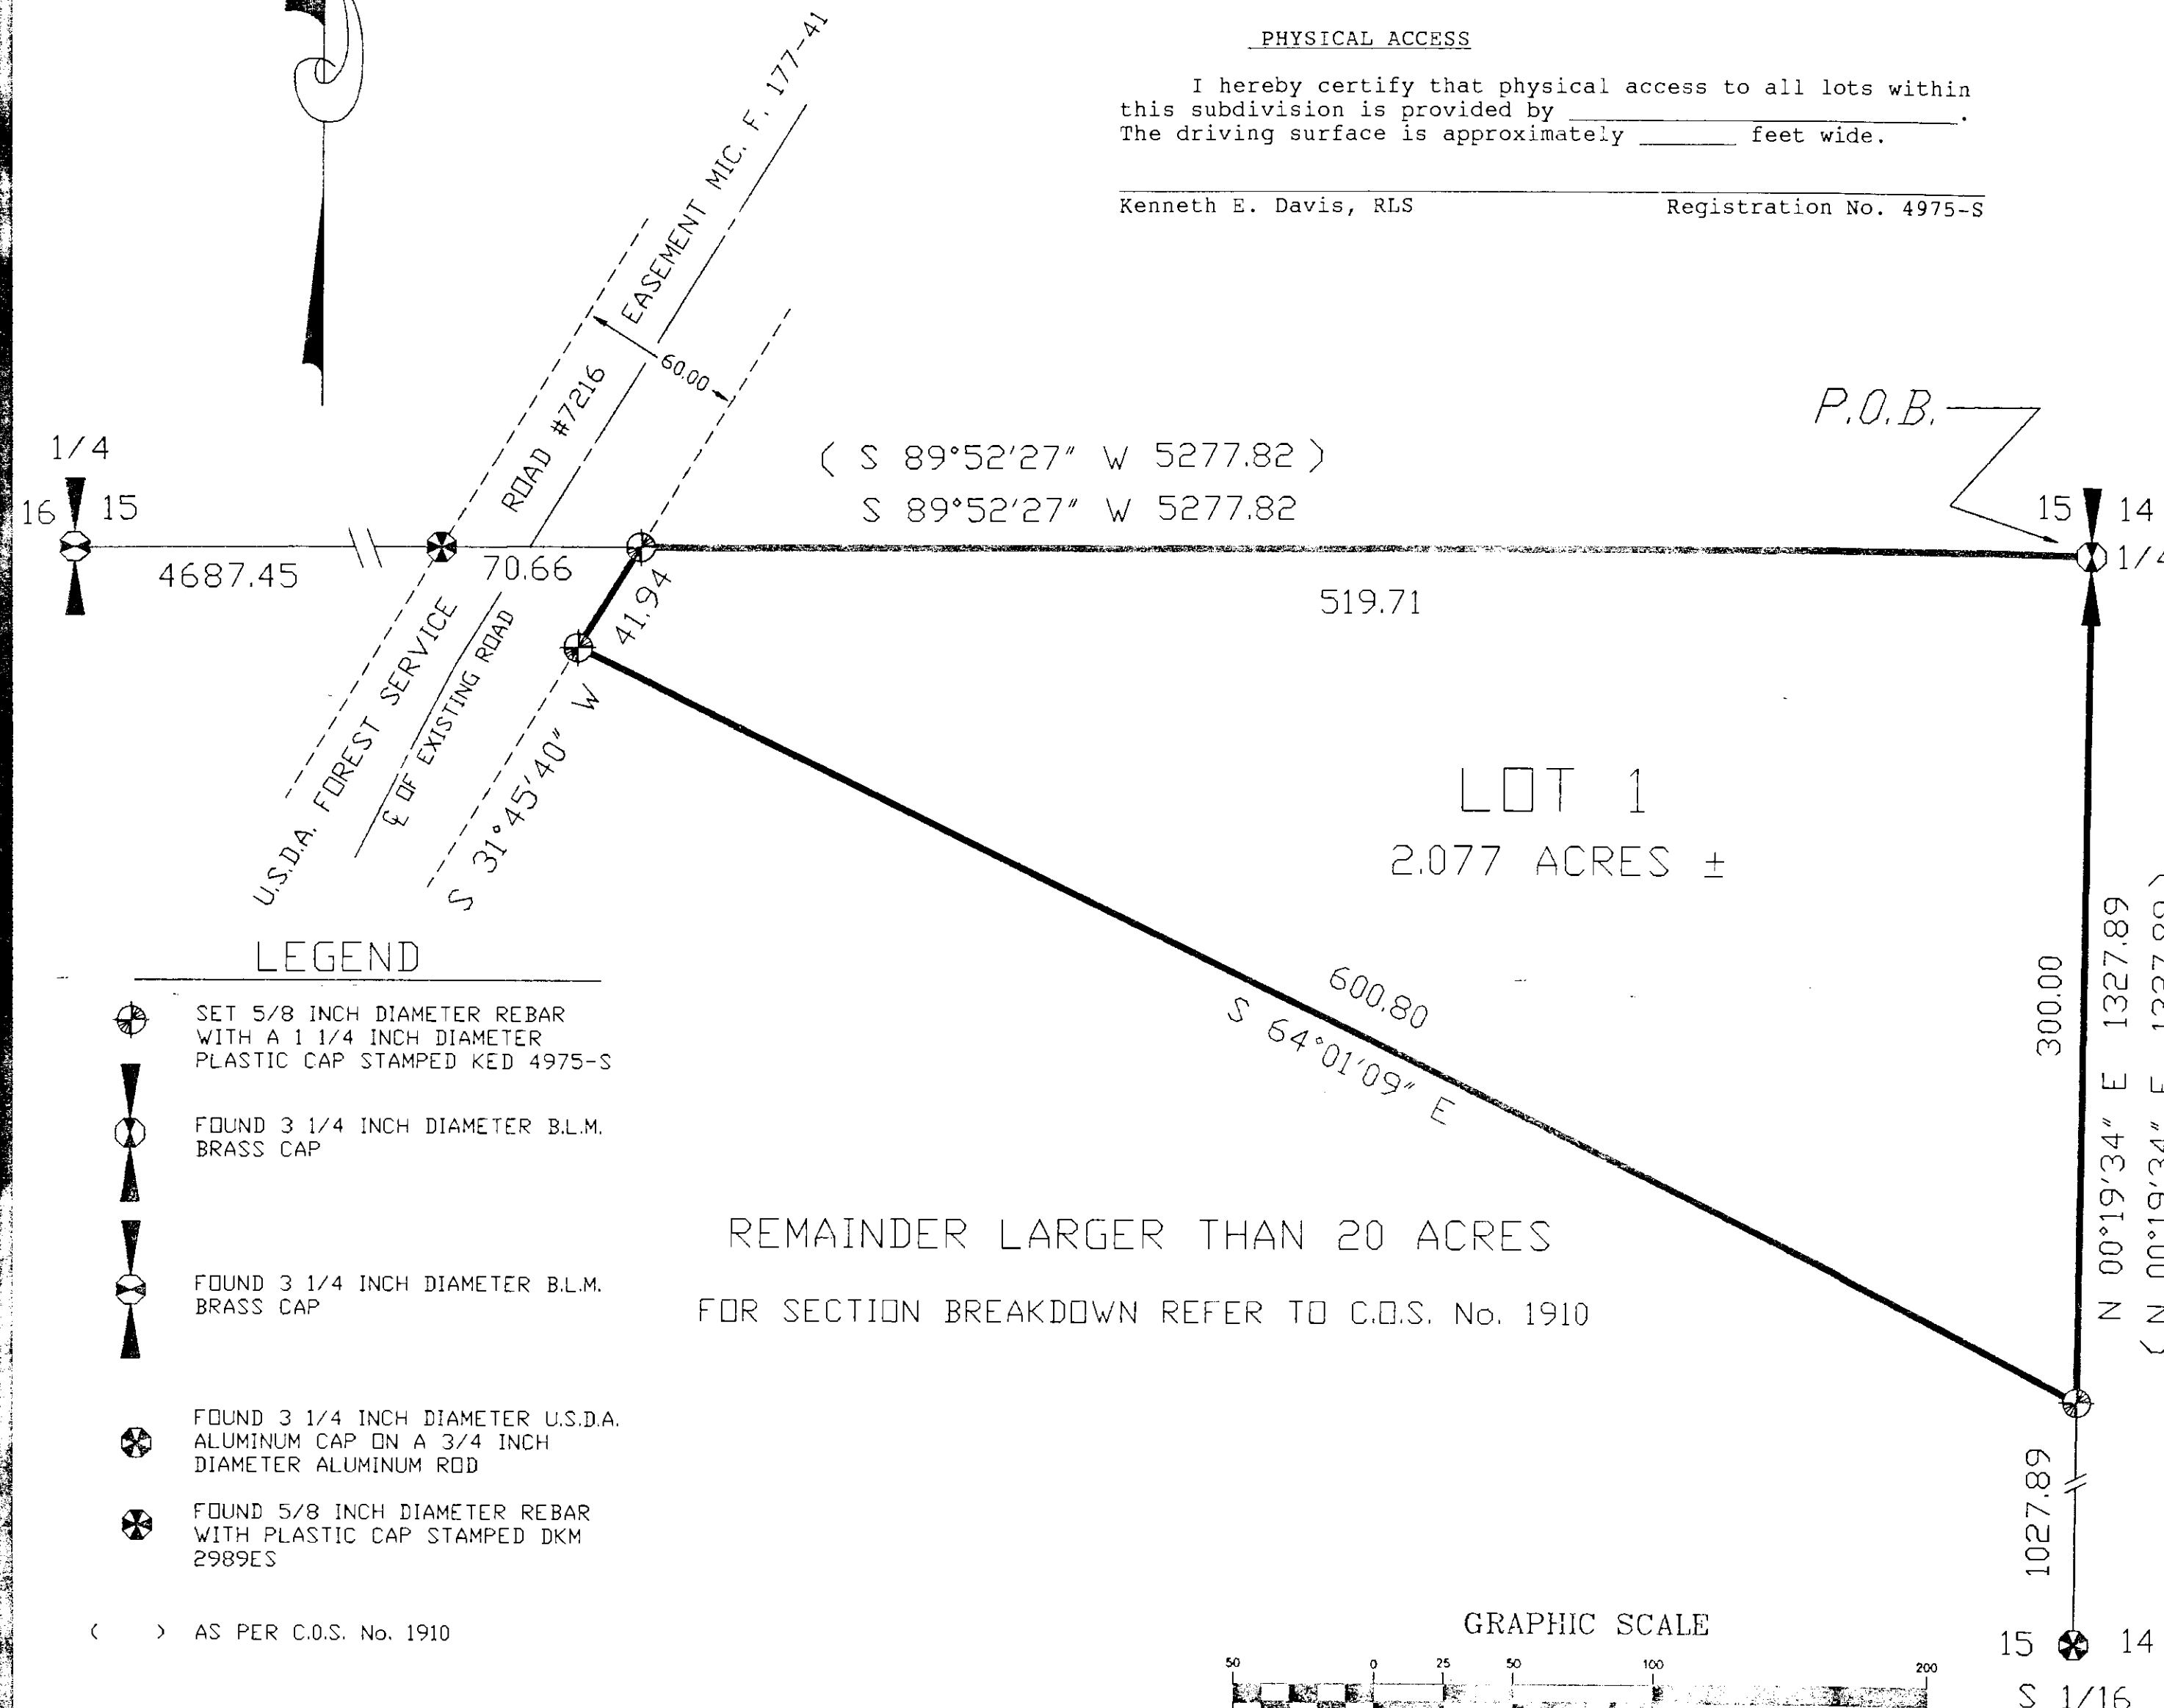 PHYSICAL ACCESS
I hereby certify that physical access to all lots within
this subdivision is provided by ____________________.
The driving surface is approximately ______ feet wide.
Kenneth E. Davis, RLS Registration No. 4975-S
EASEMENT MIC. F. 177-41
60.00
ROAD #7216
P.O.B.
( S 89°52'27" W 5277.82 )
S 89°52'27" W 5277.82
1/4
16 15
15 14
1/4
4687.45
70.66
519.71
41.94
U.S.D.A. FOREST SERVICE
℄ OF EXISTING ROAD
S 31°45'40" W
LOT 1
2.077 ACRES ±
600.80
S 64°01'09" E
300.00
N 00°19'34" E 1327.89
( N 00°19'34" E 1327.89 )
1027.89
LEGEND
SET 5/8 INCH DIAMETER REBAR
WITH A 1 1/4 INCH DIAMETER
PLASTIC CAP STAMPED KED 4975-S
FOUND 3 1/4 INCH DIAMETER B.L.M.
BRASS CAP
FOUND 3 1/4 INCH DIAMETER B.L.M.
BRASS CAP
FOUND 3 1/4 INCH DIAMETER U.S.D.A.
ALUMINUM CAP ON A 3/4 INCH
DIAMETER ALUMINUM ROD
FOUND 5/8 INCH DIAMETER REBAR
WITH PLASTIC CAP STAMPED DKM
2989ES
( ) AS PER C.O.S. No. 1910
REMAINDER LARGER THAN 20 ACRES
FOR SECTION BREAKDOWN REFER TO C.O.S. No. 1910
GRAPHIC SCALE
50 0 25 50 100 200
15 14
S 1/16